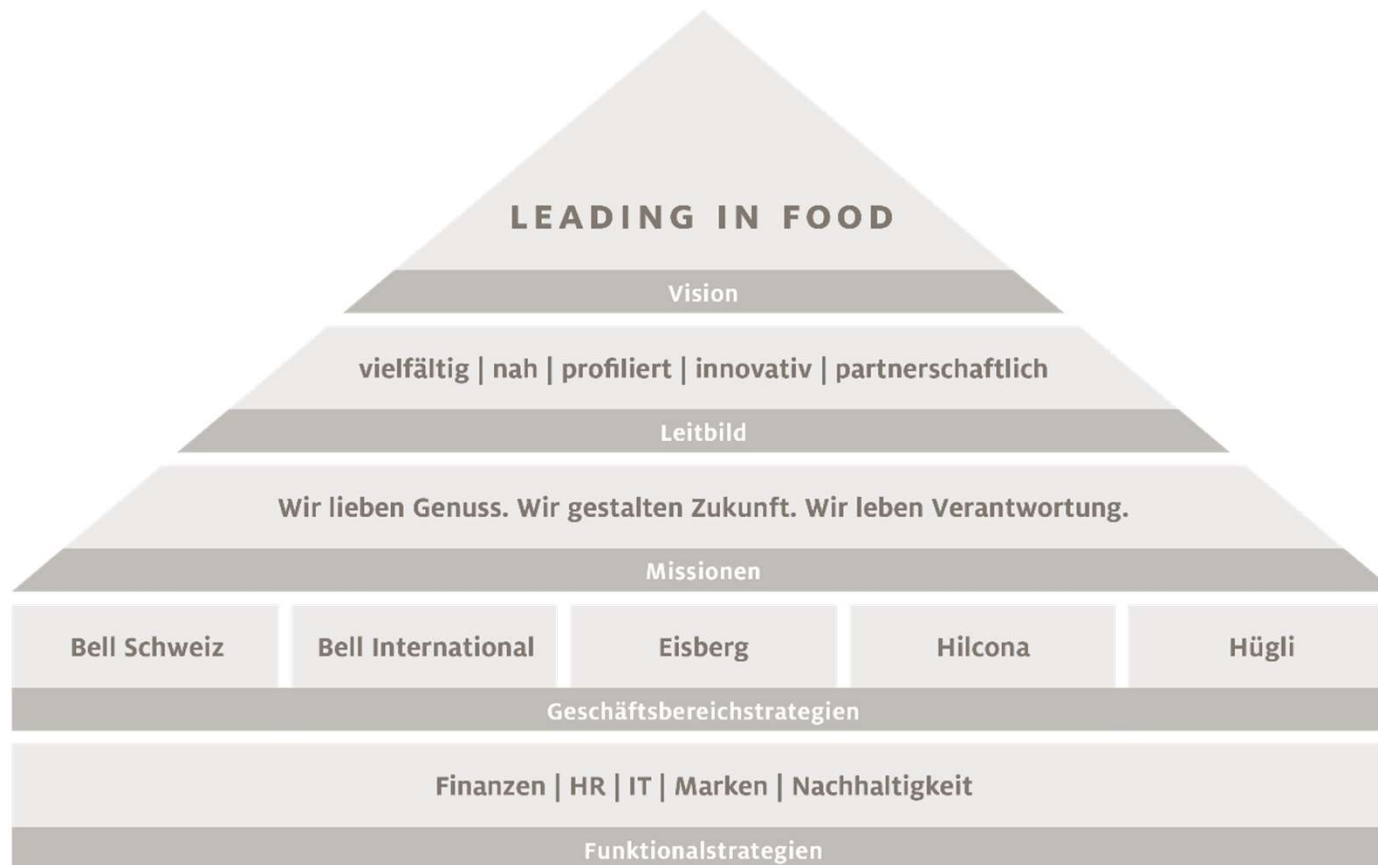 LEADING IN FOOD
Vision
vielfältig | nah | profiliert | innovativ | partnerschaftlich
Leitbild
Wir lieben Genuss. Wir gestalten Zukunft. Wir leben Verantwortung.
Missionen
Bell Schweiz
Bell International
Eisberg
Hilcona
Hügli
Geschäftsbereichstrategien
Finanzen | HR | IT | Marken | Nachhaltigkeit
Funktionalstrategien